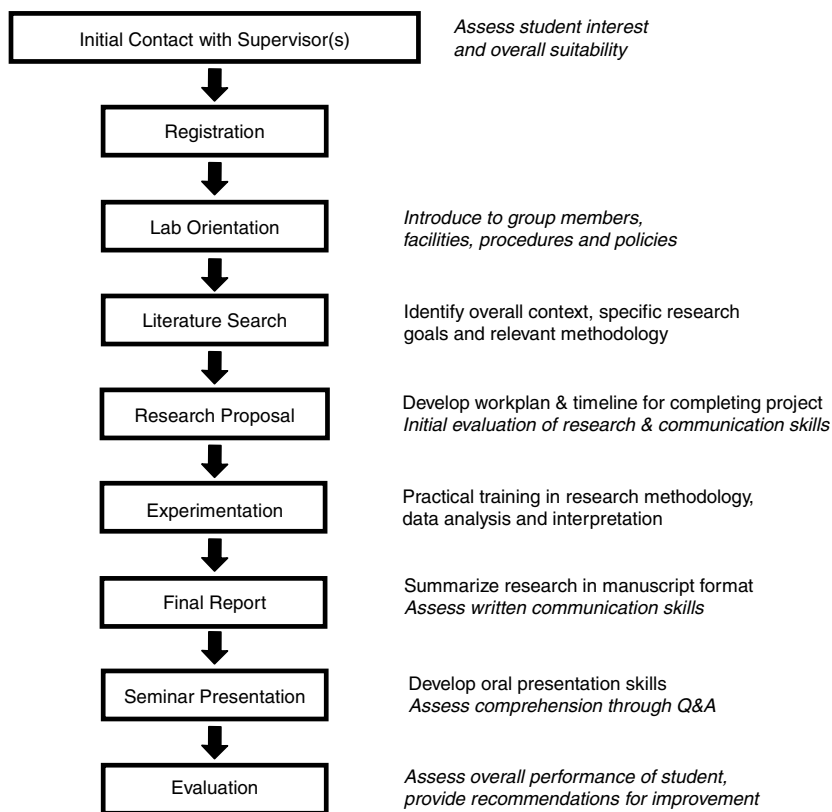 Initial Contact with Supervisor(s)
Assess student interest
and overall suitability
Registration
Lab Orientation
Introduce to group members,
facilities, procedures and policies
Literature Search
Identify overall context, specific research
goals and relevant methodology
Research Proposal
Develop workplan & timeline for completing project
Initial evaluation of research & communication skills
Experimentation
Practical training in research methodology,
data analysis and interpretation
Final Report
Summarize research in manuscript format
Assess written communication skills
Seminar Presentation
Develop oral presentation skills
Assess comprehension through Q&A
Evaluation
Assess overall performance of student,
provide recommendations for improvement